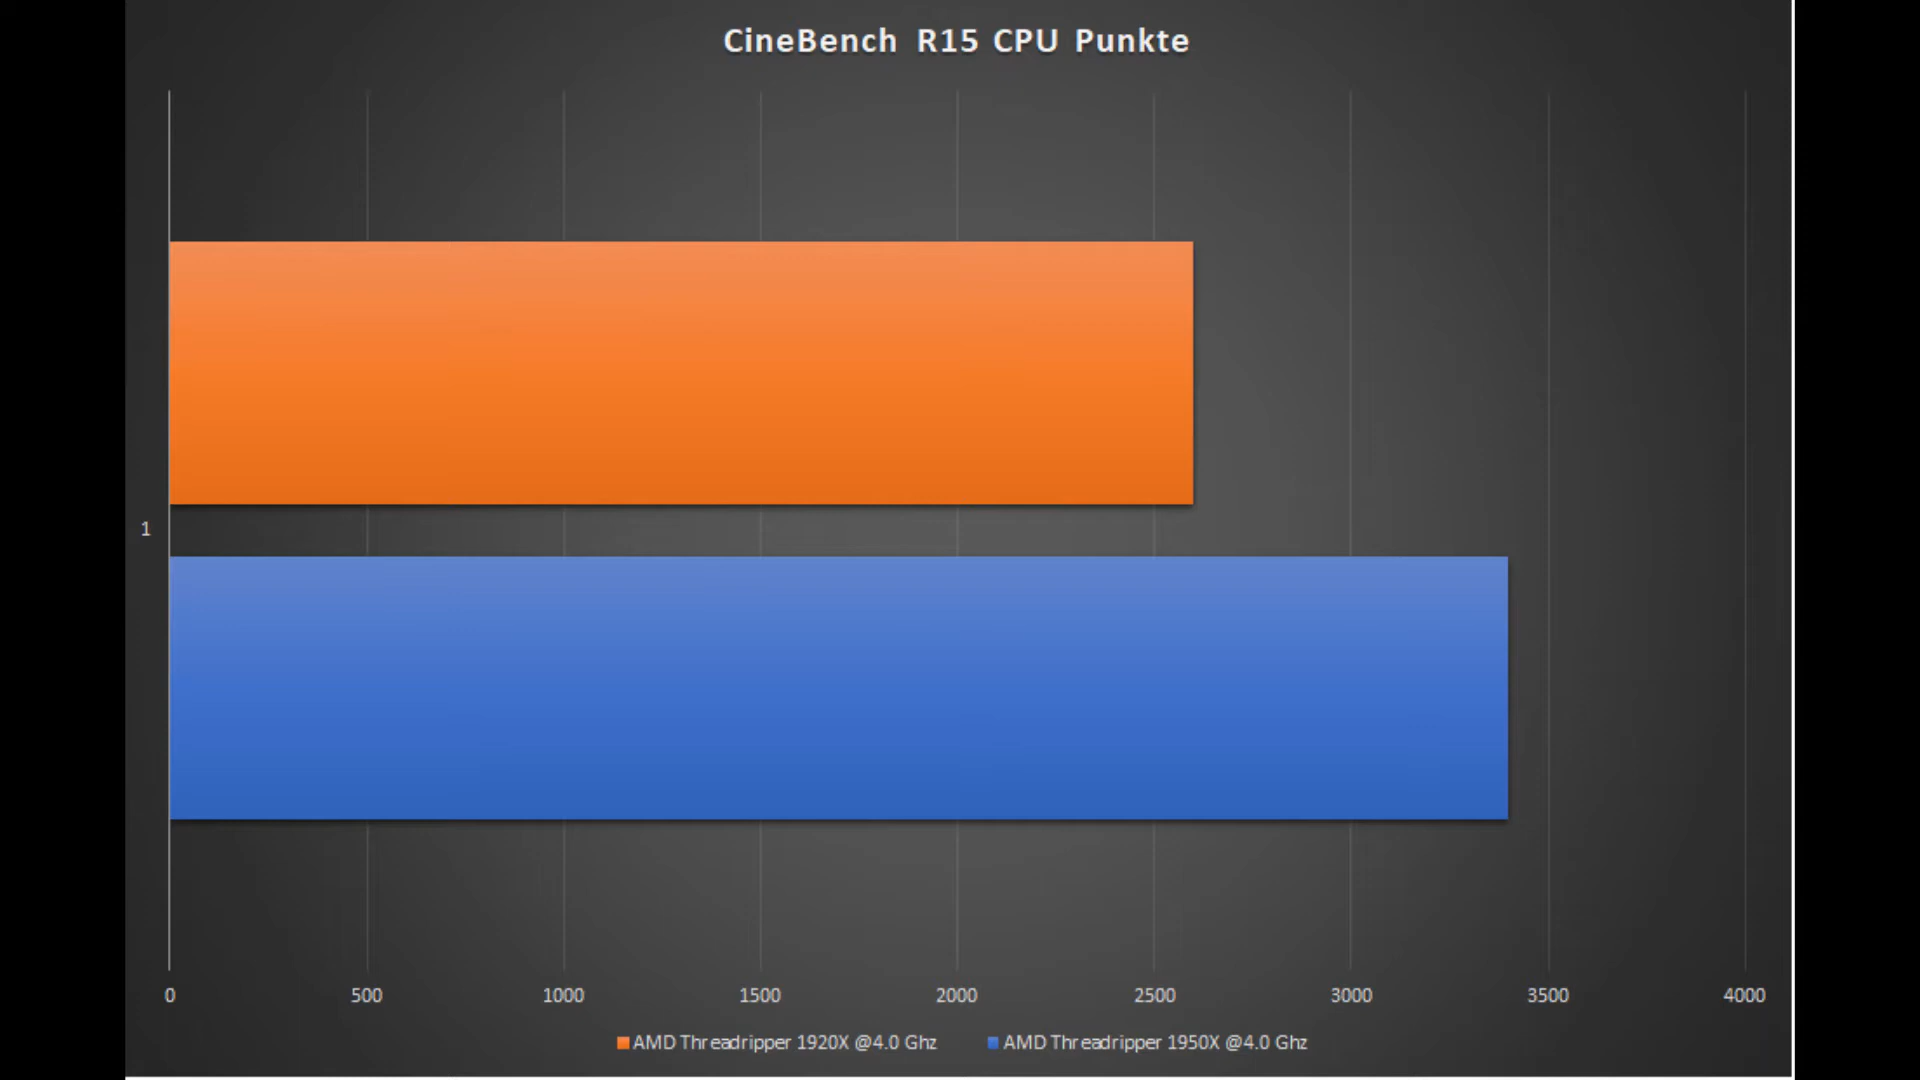 CineBench R15 CPU Punkte
1
0 500 1000 1500 2000 2500 3000 3500 4000
AMD Threadripper 1920X @4.0 Ghz AMD Threadripper 1950X @4.0 Ghz